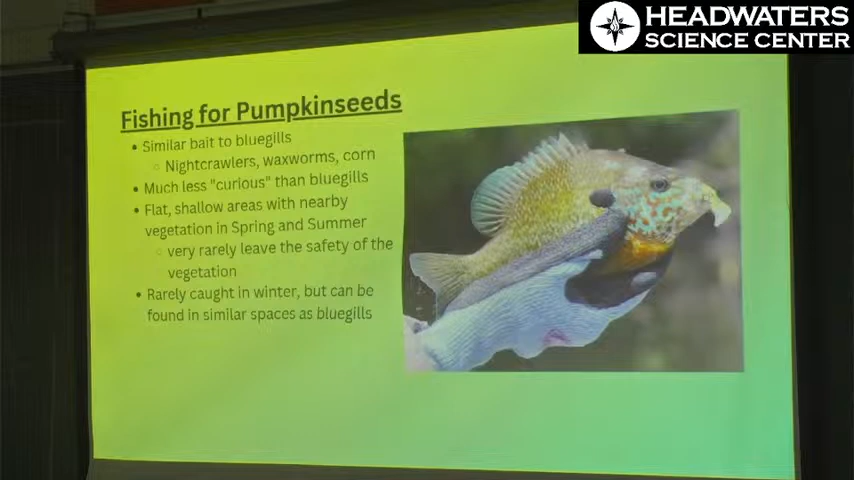 HEADWATERS
SCIENCE CENTER
Fishing for Pumpkinseeds
• Similar bait to bluegills
○ Nightcrawlers, waxworms, corn
• Much less "curious" than bluegills
• Flat, shallow areas with nearby
vegetation in Spring and Summer
○ very rarely leave the safety of the
vegetation
• Rarely caught in winter, but can be
found in similar spaces as bluegills